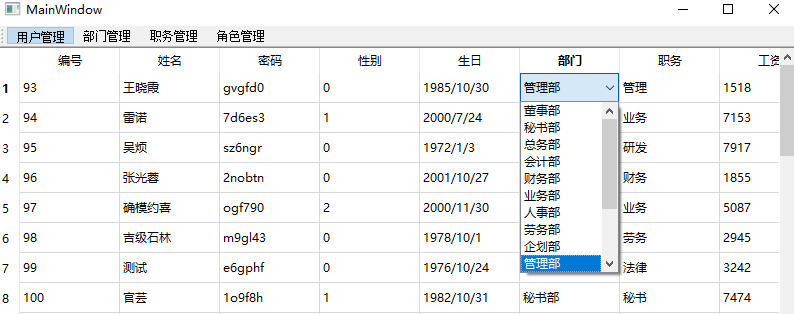 MainWindow
用户管理 部门管理 职务管理 角色管理
编号 姓名 密码 性别 生日 部门 职务 工资
1 93 王晓霞 gvgfd0 0 1985/10/30 管理部 管理 1518
董事部
2 94 雷诺 7d6es3 1 2000/7/24 秘书部 业务 7153
总务部
3 95 吴烦 sz6ngr 0 1972/1/3 会计部 研发 7917
4 96 张光蓉 2nobtn 0 2001/10/27 财务部 财务 1855
业务部
5 97 确模约喜 ogf790 2 2000/11/30 人事部 业务 5087
劳务部
6 98 吉级石林 m9gl43 0 1978/10/1 企划部 劳务 2945
7 99 测试 e6gphf 0 1976/10/24 管理部 法律 3242
8 100 官芸 1o9f8h 1 1982/10/31 秘书部 秘书 7474